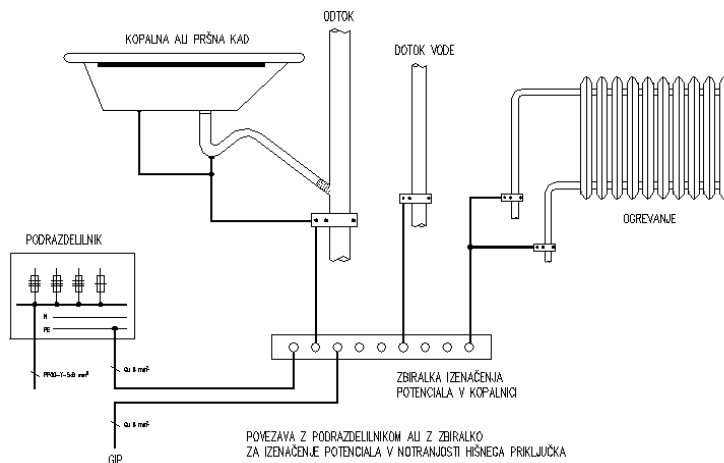 ODTOK
KOPALNA ALI PRŠNA KAD
DOTOK VODE
OGREVANJE
PODRAZDELILNIK
N
PE
Cu 6 mm²
Cu 6 mm²
ZBIRALKA IZENAČENJA
POTENCIALA V KOPALNICI
GIP
POVEZAVA Z PODRAZDELILNIKOM ALI Z ZBIRALKO
ZA IZENAČENJE POTENCIALA V NOTRANJOSTI HIŠNEGA PRIKLJUČKA